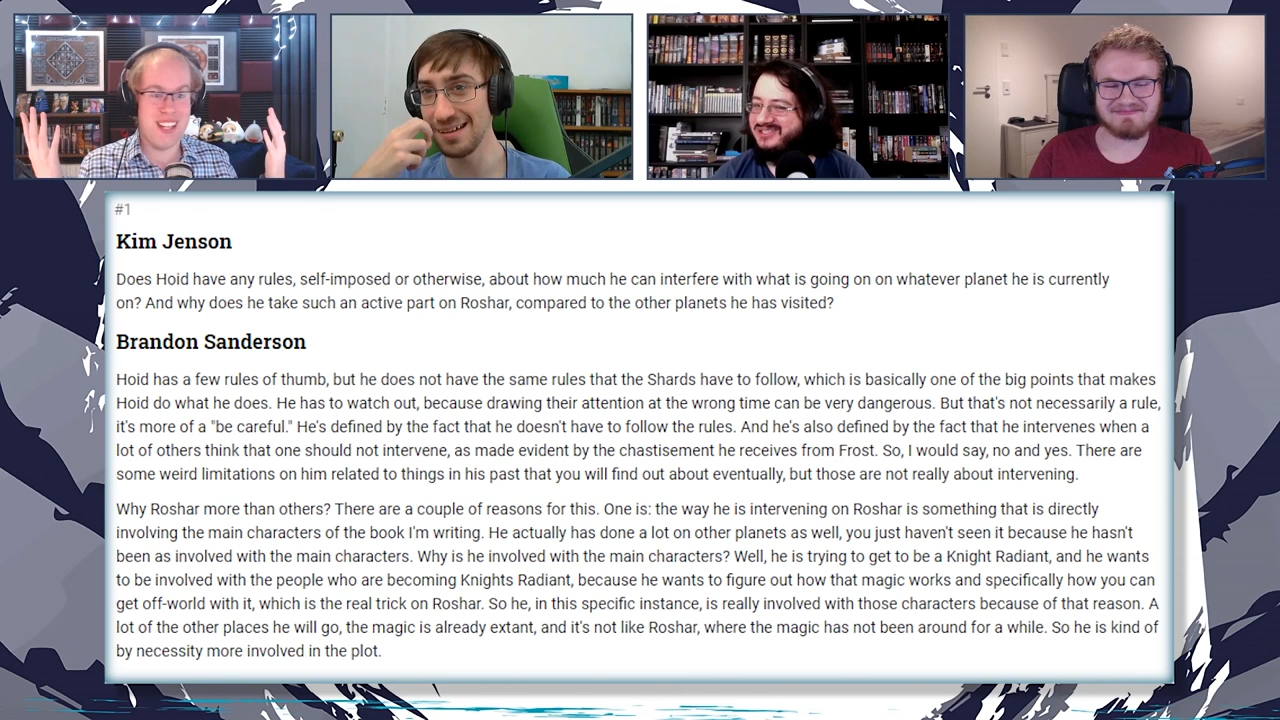 #1
Kim Jenson
Does Hoid have any rules, self-imposed or otherwise, about how much he can interfere with what is going on on whatever planet he is currently
on? And why does he take such an active part on Roshar, compared to the other planets he has visited?
Brandon Sanderson
Hoid has a few rules of thumb, but he does not have the same rules that the Shards have to follow, which is basically one of the big points that makes
Hoid do what he does. He has to watch out, because drawing their attention at the wrong time can be very dangerous. But that's not necessarily a rule,
it's more of a "be careful." He's defined by the fact that he doesn't have to follow the rules. And he's also defined by the fact that he intervenes when a
lot of others think that one should not intervene, as made evident by the chastisement he receives from Frost. So, I would say, no and yes. There are
some weird limitations on him related to things in his past that you will find out about eventually, but those are not really about intervening.
Why Roshar more than others? There are a couple of reasons for this. One is: the way he is intervening on Roshar is something that is directly
involving the main characters of the book I'm writing. He actually has done a lot on other planets as well, you just haven't seen it because he hasn't
been as involved with the main characters. Why is he involved with the main characters? Well, he is trying to get to be a Knight Radiant, and he wants
to be involved with the people who are becoming Knights Radiant, because he wants to figure out how that magic works and specifically how you can
get off-world with it, which is the real trick on Roshar. So he, in this specific instance, is really involved with those characters because of that reason. A
lot of the other places he will go, the magic is already extant, and it's not like Roshar, where the magic has not been around for a while. So he is kind of
by necessity more involved in the plot.